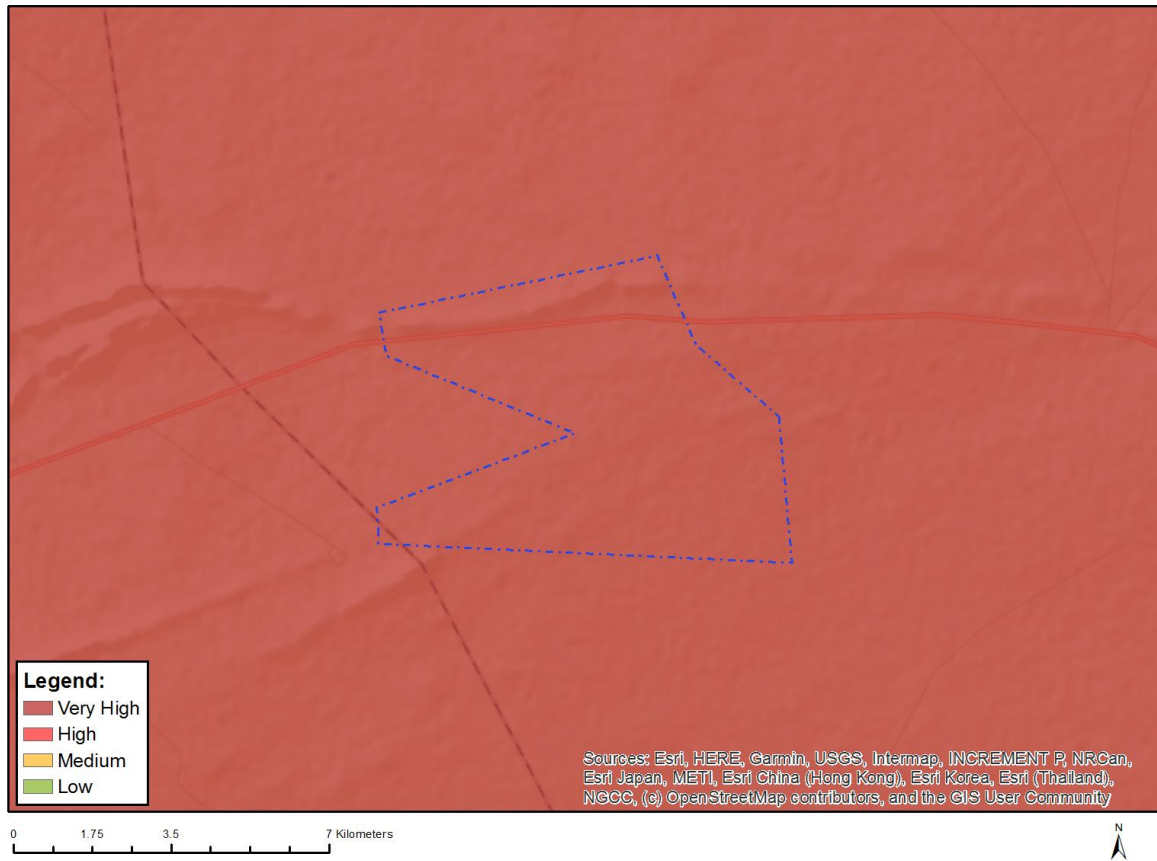 Legend:
Very High
High
Medium
Low
Sources: Esri, HERE, Garmin, USGS, Intermap, INCREMENT P, NRCan,
Esri Japan, METI, Esri China (Hong Kong), Esri Korea, Esri (Thailand),
NGCC, (c) OpenStreetMap contributors, and the GIS User Community
0 1.75 3.5 7 Kilometers
N